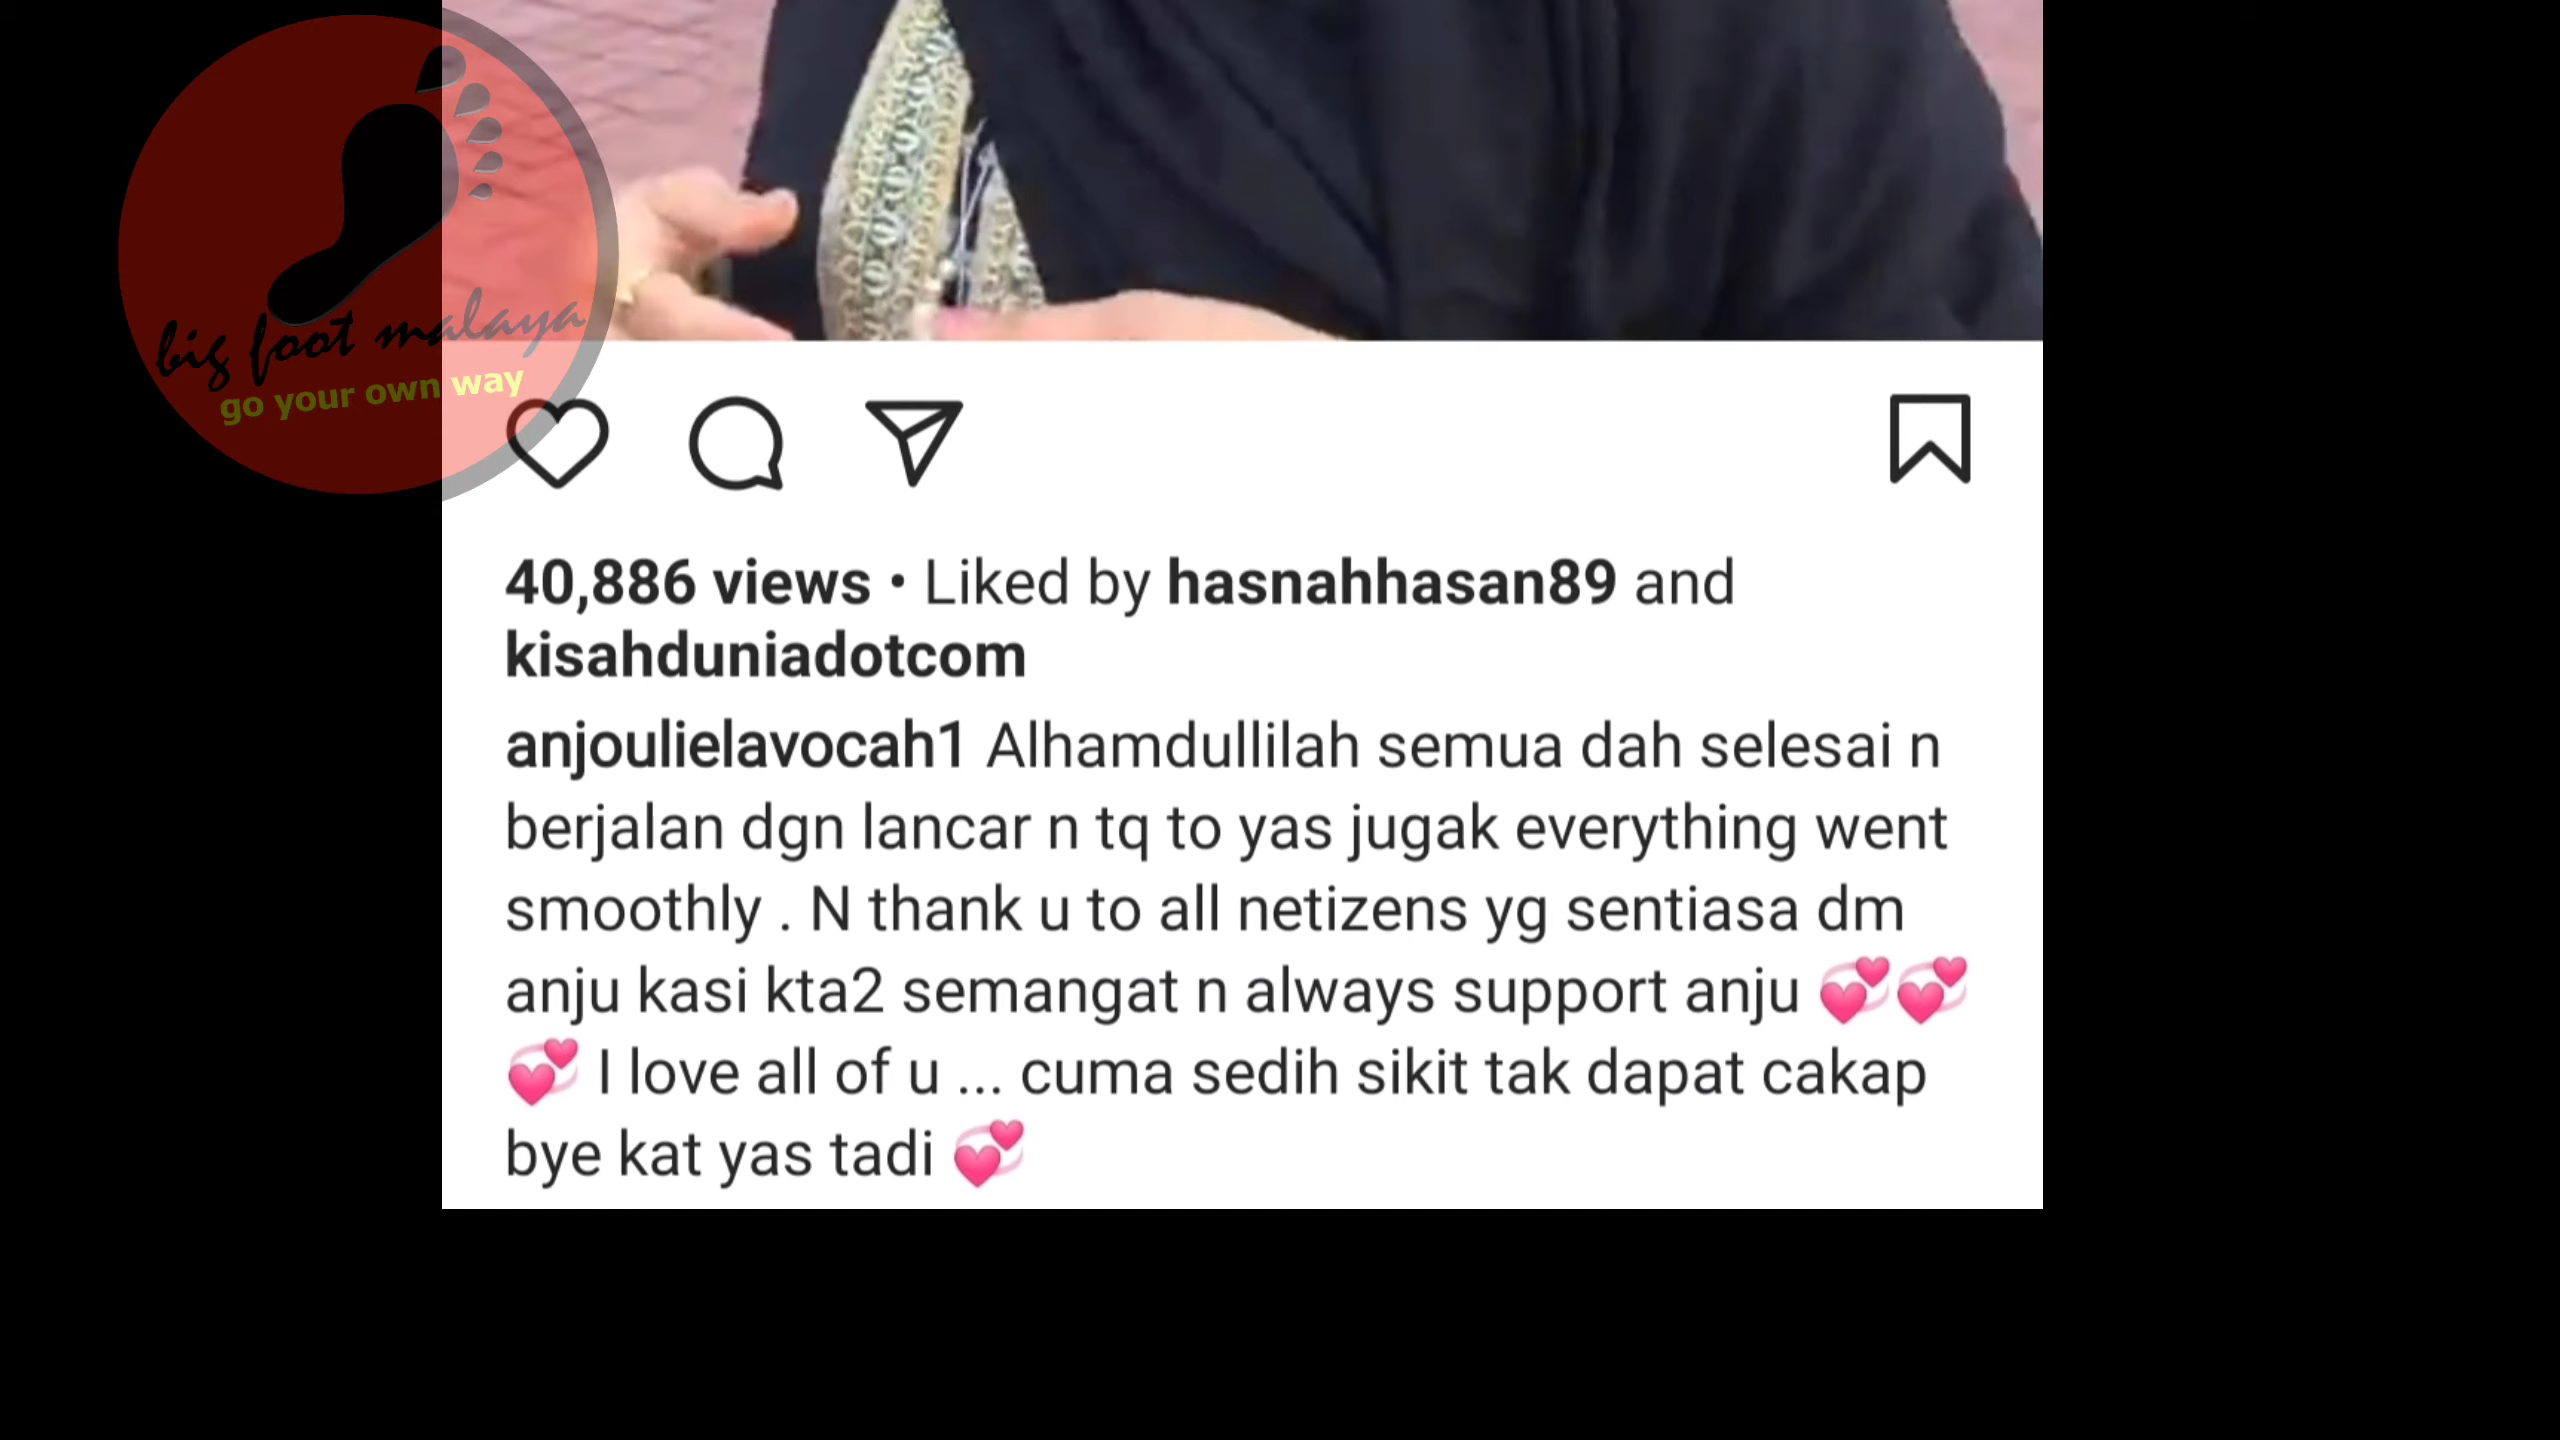 big foot malaya
go your own way
40,886 views • Liked by hasnahhasan89 and
kisahduniadotcom
anjoulielavocah1 Alhamdullilah semua dah selesai n
berjalan dgn lancar n tq to yas jugak everything went
smoothly . N thank u to all netizens yg sentiasa dm
anju kasi kta2 semangat n always support anju 💞💞
💞 I love all of u ... cuma sedih sikit tak dapat cakap
bye kat yas tadi 💞